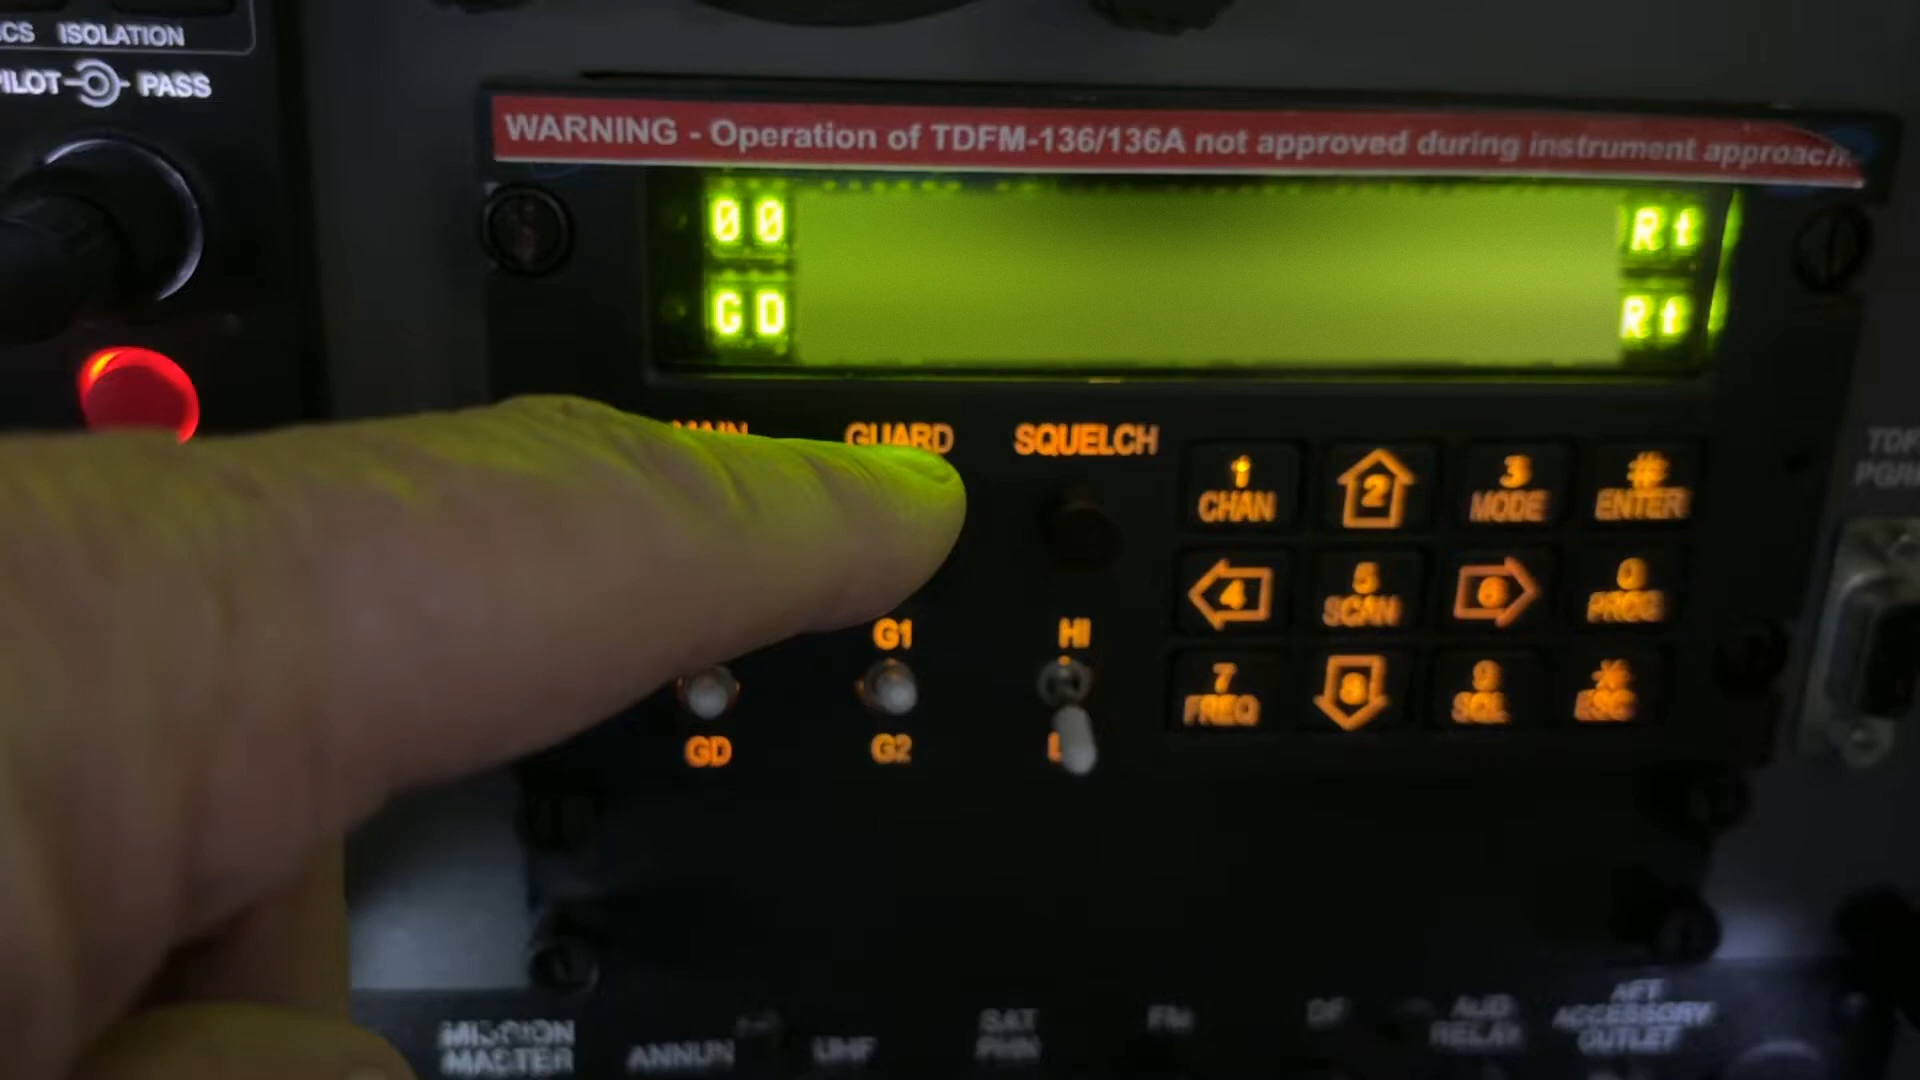 ISOLATION
PASS
WARNING - Operation of TDFM-136/136A not approved during instrument approach.
00 Rt
GD Rt
MAIN GUARD SQUELCH
1 CHAN
2
3 MODE
# ENTER
4
5 SCAN
6
0 PROG
7 FREQ
8
9 SQL
* ESC
G1 HI
GD G2
MISSION MASTER
ANNUN
UHF
SAT PHN
FM
DF
AUD RELAY
AFT ACCESSORY OUTLET